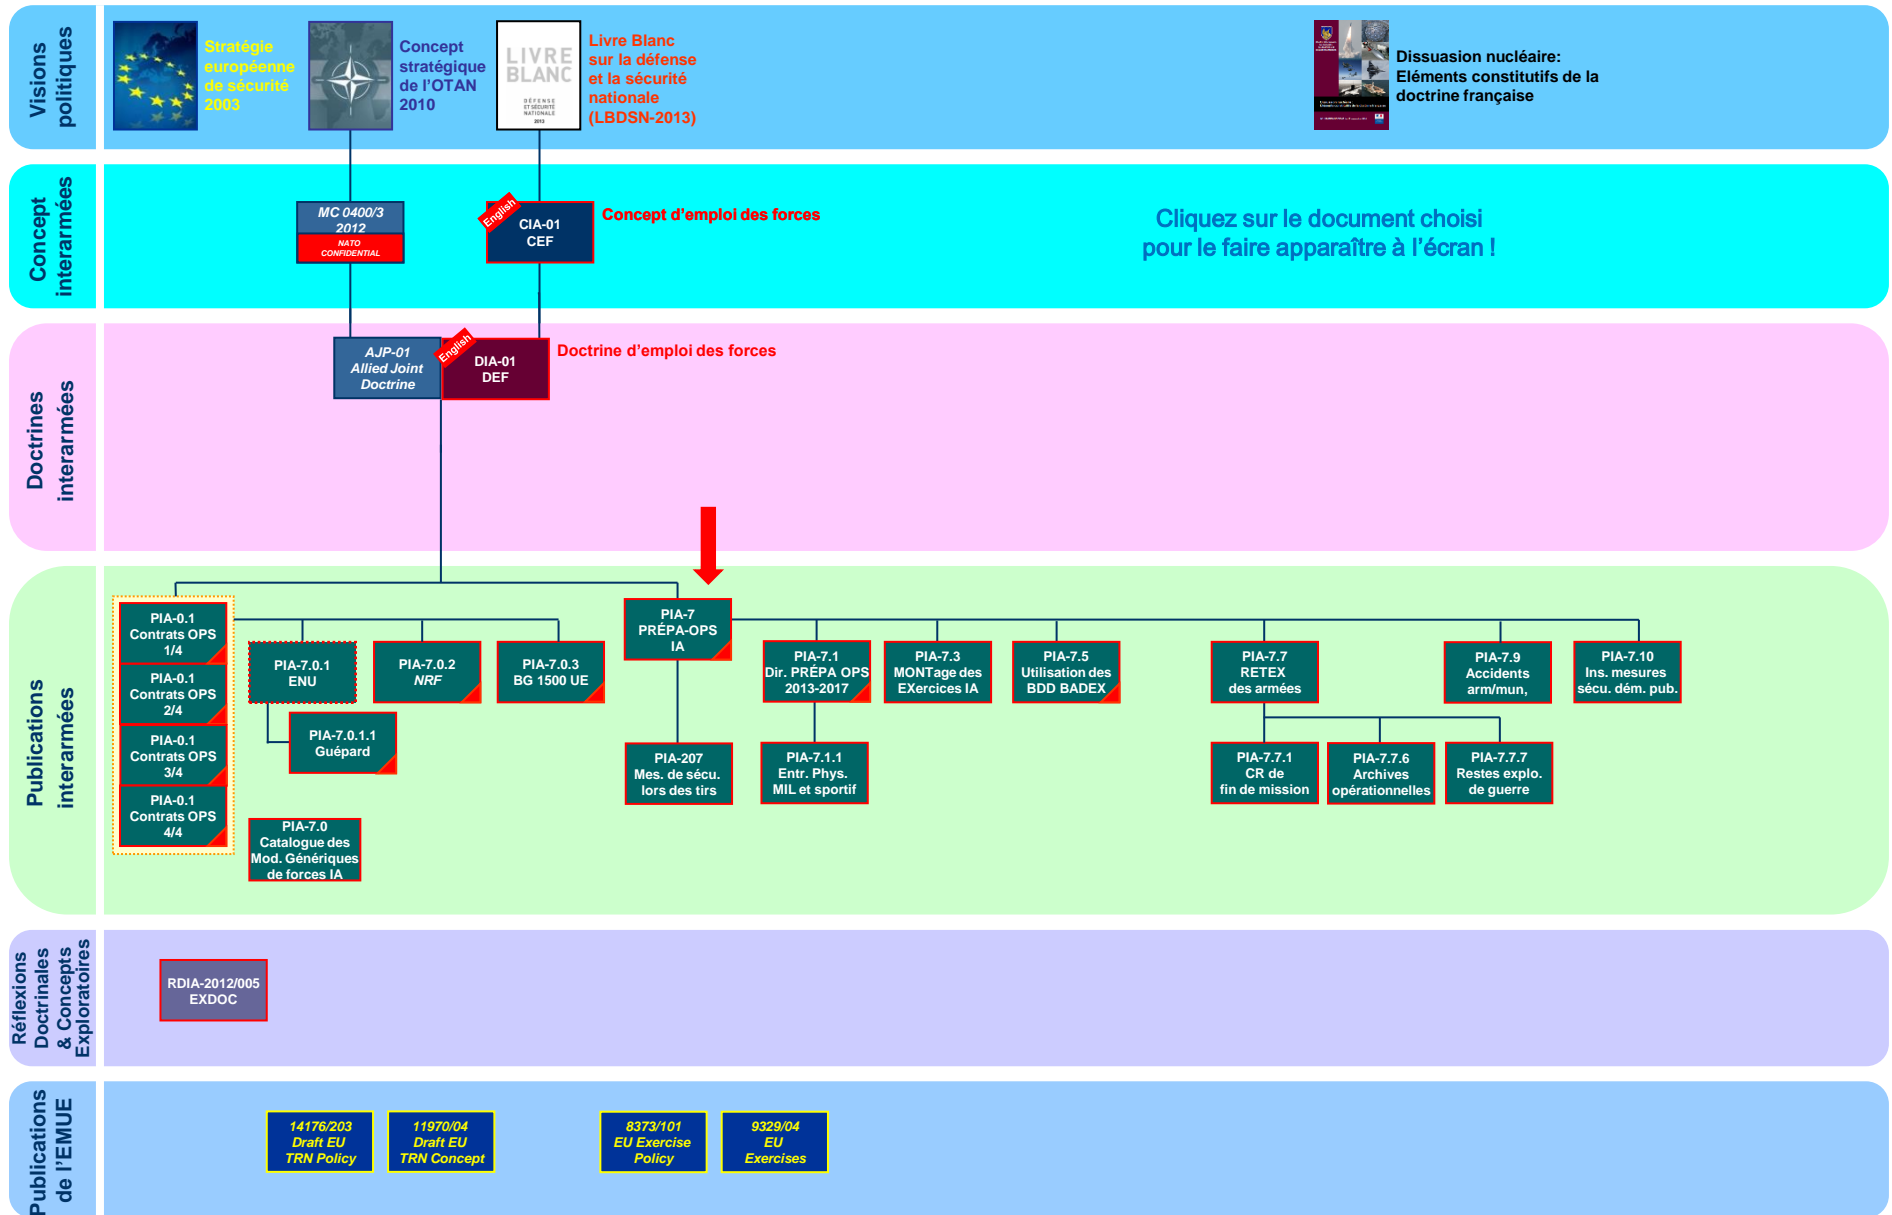 Visions
politiques
Stratégie
européenne
de sécurité
2003
Concept
stratégique
de l'OTAN
2010
LIVRE
BLANC
DÉFENSE
ET SÉCURITÉ
NATIONALE
2013
Livre Blanc
sur la défense
et la sécurité
nationale
(LBDSN-2013)
Dissuasion nucléaire:
Eléments constitutifs de la
doctrine française
Concept
interarmées
MC 0400/3
2012
NATO
CONFIDENTIAL
English
CIA-01
CEF
Concept d'emploi des forces
Cliquez sur le document choisi
pour le faire apparaître à l'écran !
Doctrines
interarmées
AJP-01
Allied Joint
Doctrine
English
DIA-01
DEF
Doctrine d'emploi des forces
Publications
interarmées
PIA-0.1
Contrats OPS
1/4
PIA-0.1
Contrats OPS
2/4
PIA-0.1
Contrats OPS
3/4
PIA-0.1
Contrats OPS
4/4
PIA-7.0.1
ENU
PIA-7.0.2
NRF
PIA-7.0.3
BG 1500 UE
PIA-7.0.1.1
Guépard
PIA-7.0
Catalogue des
Mod. Génériques
de forces IA
PIA-7
PRÉPA-OPS
IA
PIA-7.1
Dir. PRÉPA OPS
2013-2017
PIA-7.3
MONTage des
EXercices IA
PIA-7.5
Utilisation des
BDD BADEX
PIA-7.7
RETEX
des armées
PIA-7.9
Accidents
arm/mun,
PIA-7.10
Ins. mesures
sécu. dém. pub.
PIA-207
Mes. de sécu.
lors des tirs
PIA-7.1.1
Entr. Phys.
MIL et sportif
PIA-7.7.1
CR de
fin de mission
PIA-7.7.6
Archives
opérationnelles
PIA-7.7.7
Restes explo.
de guerre
Réflexions
Doctrinales
& Concepts
Exploratoires
RDIA-2012/005
EXDOC
Publications
de l'EMUE
14176/203
Draft EU
TRN Policy
11970/04
Draft EU
TRN Concept
8373/101
EU Exercise
Policy
9329/04
EU
Exercises